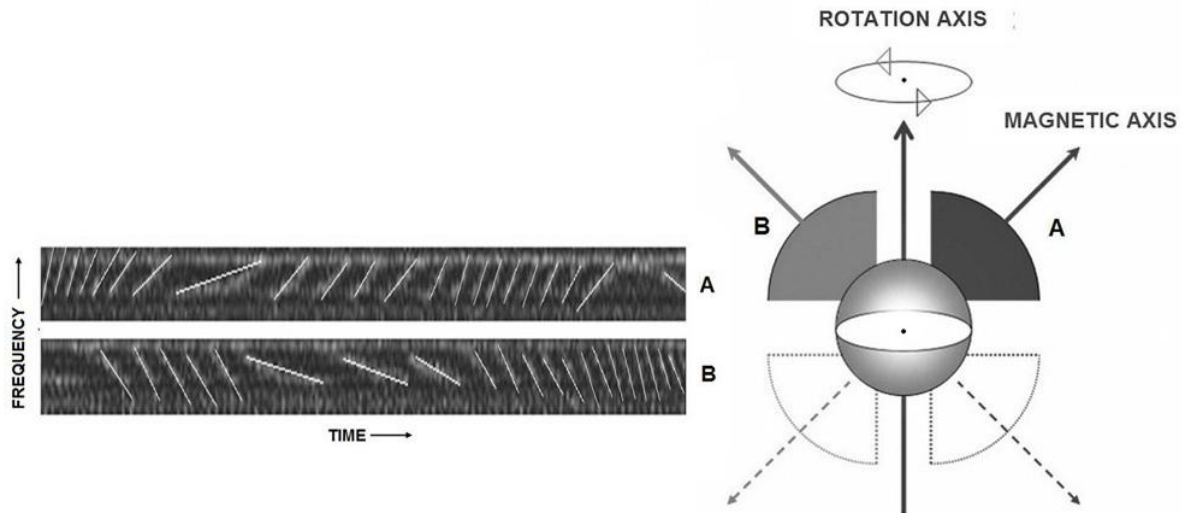 FREQUENCY
A
B
TIME
ROTATION AXIS
MAGNETIC AXIS
B
A